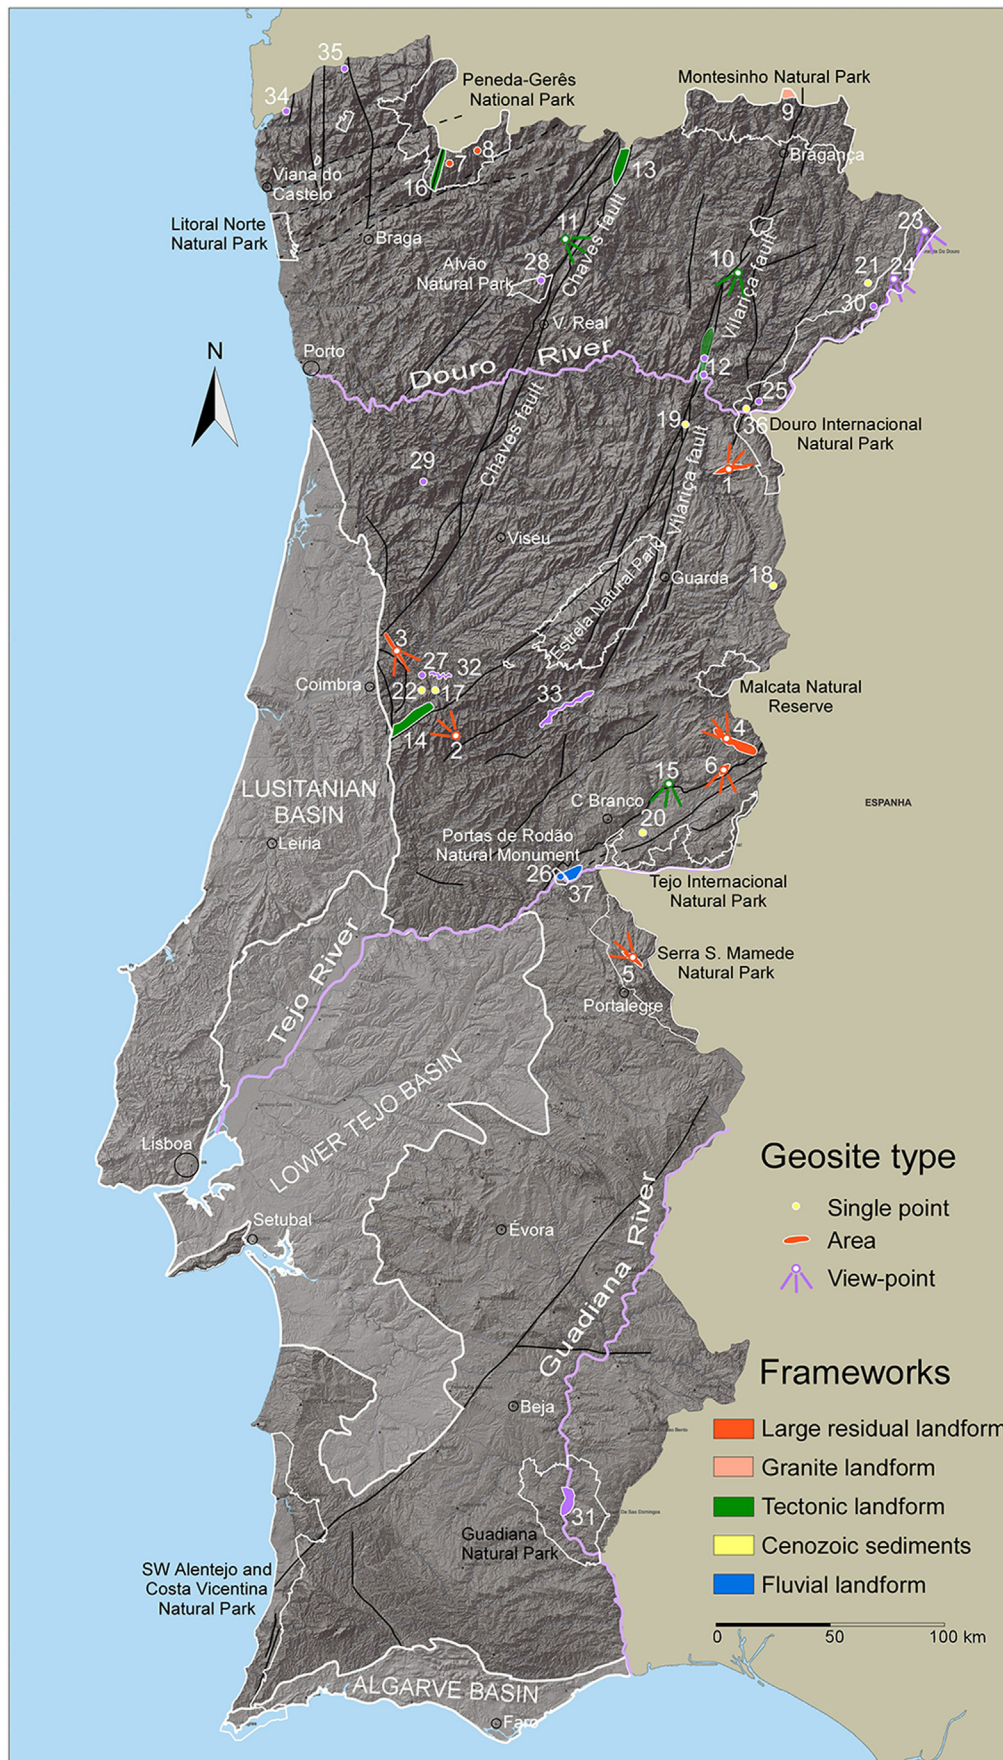 35
34
Peneda-Gerês
National Park
Montesinho Natural Park
9
8
7
16
13
Bragança
Viana do
Castelo
Litoral Norte
Natural Park
Braga
11
Chaves fault
Alvão
Natural Park
28
10
Vilariça fault
23
21
24
30
V. Real
N
Porto
Douro River
12
25
36
19
Douro Internacional
Natural Park
Chaves fault
Vilariça fault
1
29
Viseu
Estrela Natural Park
Guarda
18
3
27
32
Coimbra
22
17
33
Malcata Natural
Reserve
14
2
4
6
15
LUSITANIAN
BASIN
C Branco
ESPANHA
20
Leiria
Portas de Rodão
Natural Monument
26
37
Tejo Internacional
Natural Park
Tejo River
Serra S. Mamede
Natural Park
5
Portalegre
LOWER TEJO BASIN
Lisboa
Setubal
Évora
Guadiana River
Geosite type
Single point
Area
View-point
Frameworks
Large residual landform
Granite landform
Tectonic landform
Cenozoic sediments
Fluvial landform
Beja
31
Guadiana
Natural Park
SW Alentejo and
Costa Vicentina
Natural Park
0 50 100 km
ALGARVE BASIN
Faro